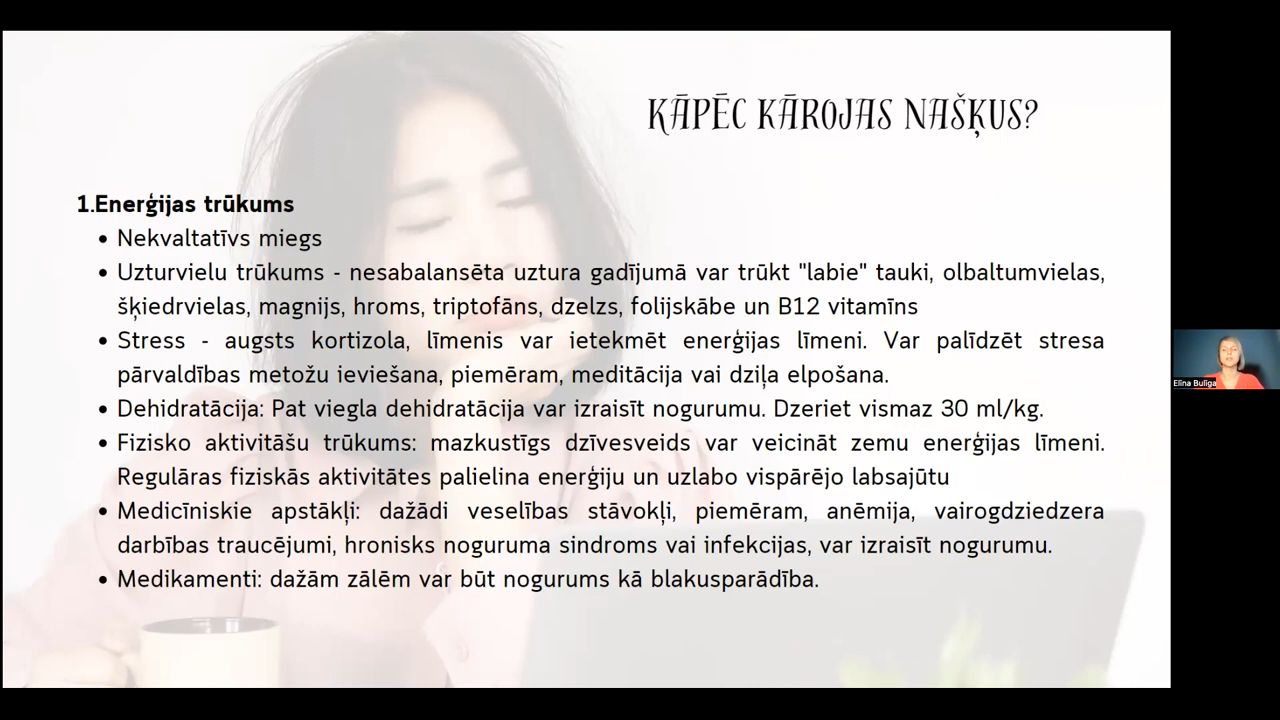 KĀPĒC KĀROJAS NAŠĶUS?
1.Enerģijas trūkums
• Nekvaltatīvs miegs
• Uzturvielu trūkums - nesabalansēta uztura gadījumā var trūkt "labie" tauki, olbaltumvielas,
šķiedrvielas, magnijs, hroms, triptofāns, dzelzs, folijskābe un B12 vitamīns
• Stress - augsts kortizola, līmenis var ietekmēt enerģijas līmeni. Var palīdzēt stresa
pārvaldības metožu ieviešana, piemēram, meditācija vai dziļa elpošana.
• Dehidratācija: Pat viegla dehidratācija var izraisīt nogurumu. Dzeriet vismaz 30 ml/kg.
• Fizisko aktivitāšu trūkums: mazkustīgs dzīvesveids var veicināt zemu enerģijas līmeni.
Regulāras fiziskās aktivitātes palielina enerģiju un uzlabo vispārējo labsajūtu
• Medicīniskie apstākļi: dažādi veselības stāvokļi, piemēram, anēmija, vairogdziedzera
darbības traucējumi, hronisks noguruma sindroms vai infekcijas, var izraisīt nogurumu.
• Medikamenti: dažām zālēm var būt nogurums kā blakusparādība.
Elīna Buliga